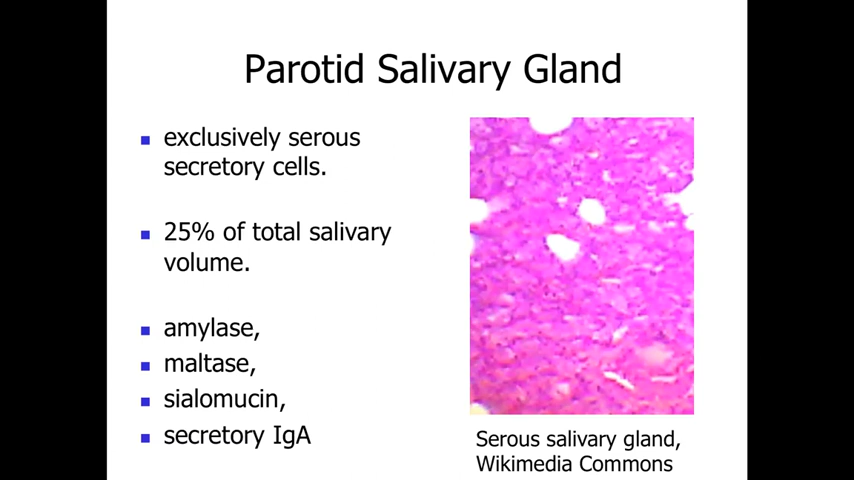 Parotid Salivary Gland
exclusively serous
secretory cells.
25% of total salivary
volume.
amylase,
maltase,
sialomucin,
secretory IgA
Serous salivary gland,
Wikimedia Commons